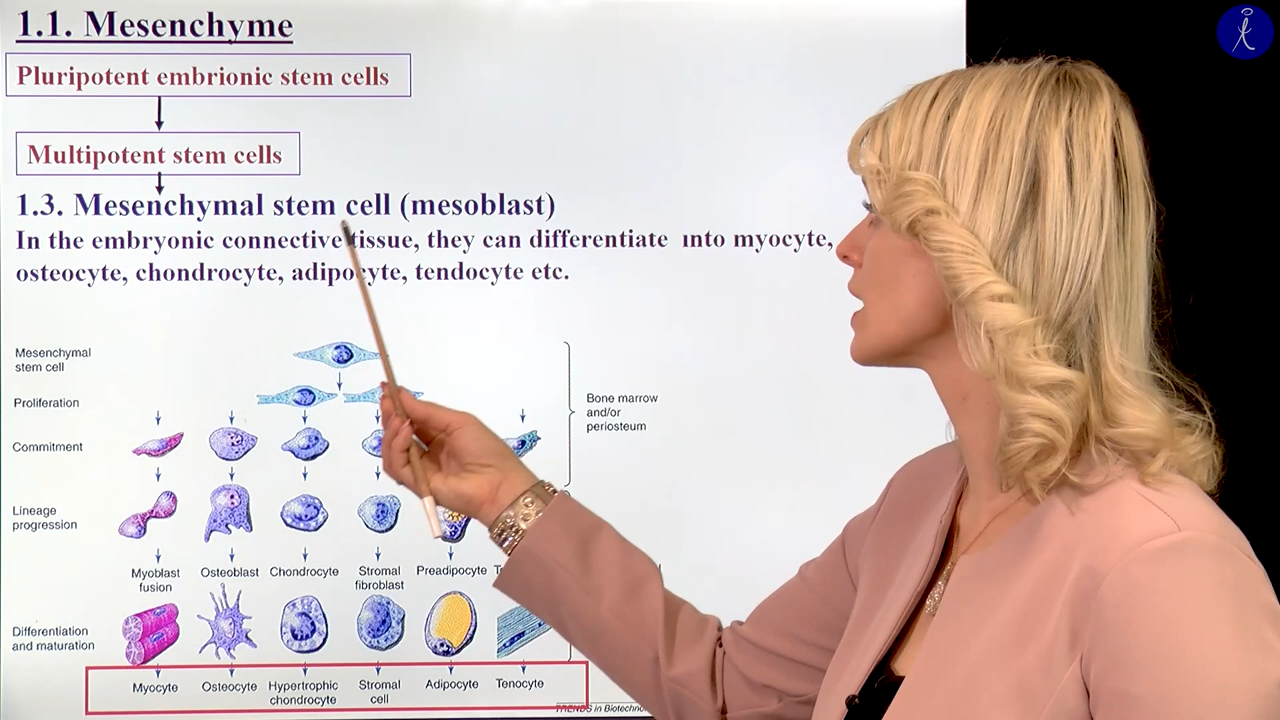 1.1. Mesenchyme
Pluripotent embrionic stem cells
Multipotent stem cells
1.3. Mesenchymal stem cell (mesoblast)
In the embryonic connective tissue, they can differentiate into myocyte,
osteocyte, chondrocyte, adipocyte, tendocyte etc.
Mesenchymal
stem cell
Proliferation
Commitment
Lineage
progression
Bone marrow
and/or
periosteum
Myoblast
fusion
Osteoblast
Chondrocyte
Stromal
fibroblast
Preadipocyte
Differentiation
and maturation
Myocyte
Osteocyte
Hypertrophic
chondrocyte
Stromal
cell
Adipocyte
Tenocyte
TRENDS in